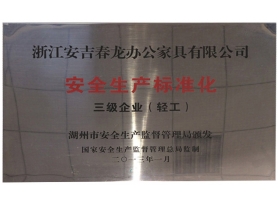 浙江安吉春龙办公家具有限公司
安全生产标准化
三级企业（轻工）
湖州市安全生产监督管理局颁发
国家安全生产监督管理总局监制
二〇一三年一月